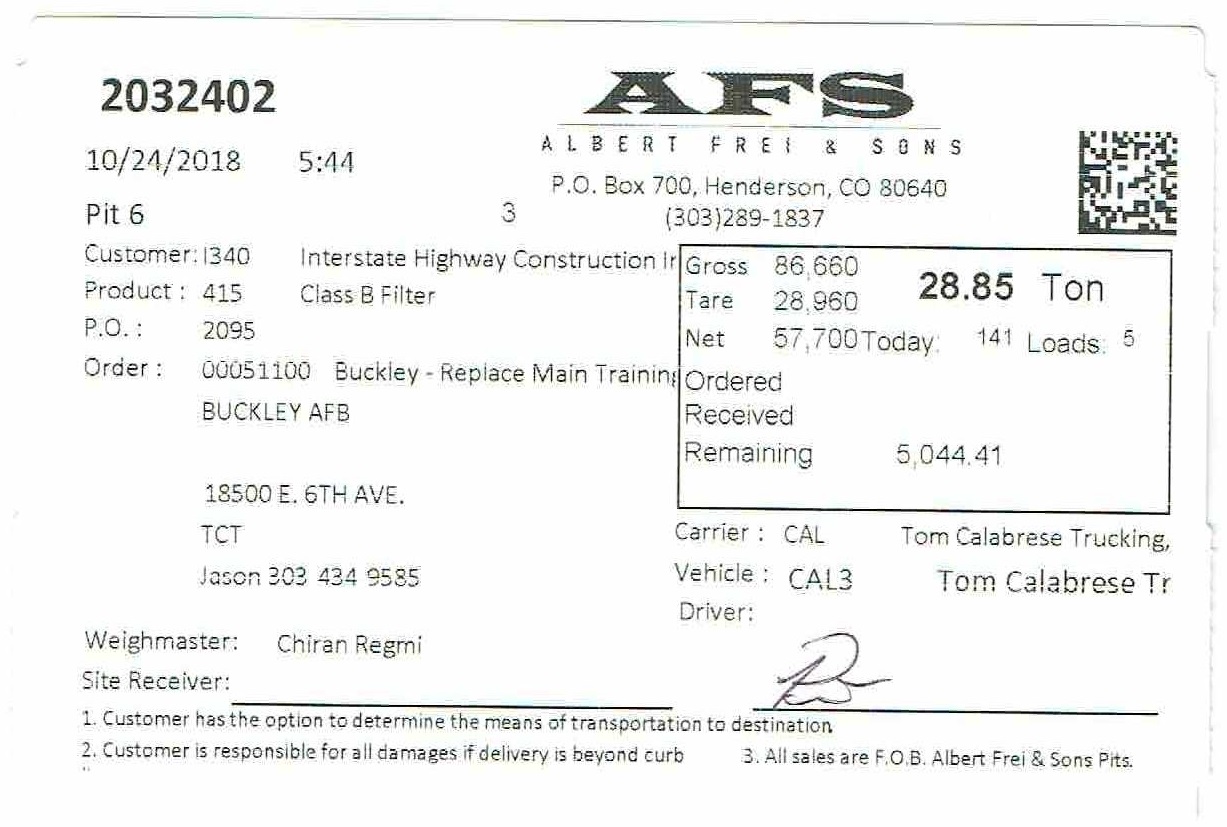 2032402
AFS
ALBERT FREI & SONS
10/24/2018 5:44
P.O. Box 700, Henderson, CO 80640
Pit 6 3 (303)289-1837
Customer: I340 Interstate Highway Construction Ir
Product : 415 Class B Filter
P.O. : 2095
Order : 00051100 Buckley - Replace Main Training
BUCKLEY AFB
18500 E. 6TH AVE.
TCT
Jason 303 434 9585
Gross 86,660 28.85 Ton
Tare 28,960
Net 57,700 Today: 141 Loads: 5
Ordered
Received
Remaining 5,044.41
Carrier : CAL Tom Calabrese Trucking,
Vehicle : CAL3 Tom Calabrese Tr
Driver:
Weighmaster: Chiran Regmi
Site Receiver:
1. Customer has the option to determine the means of transportation to destination
2. Customer is responsible for all damages if delivery is beyond curb 3. All sales are F.O.B. Albert Frei & Sons Pits.